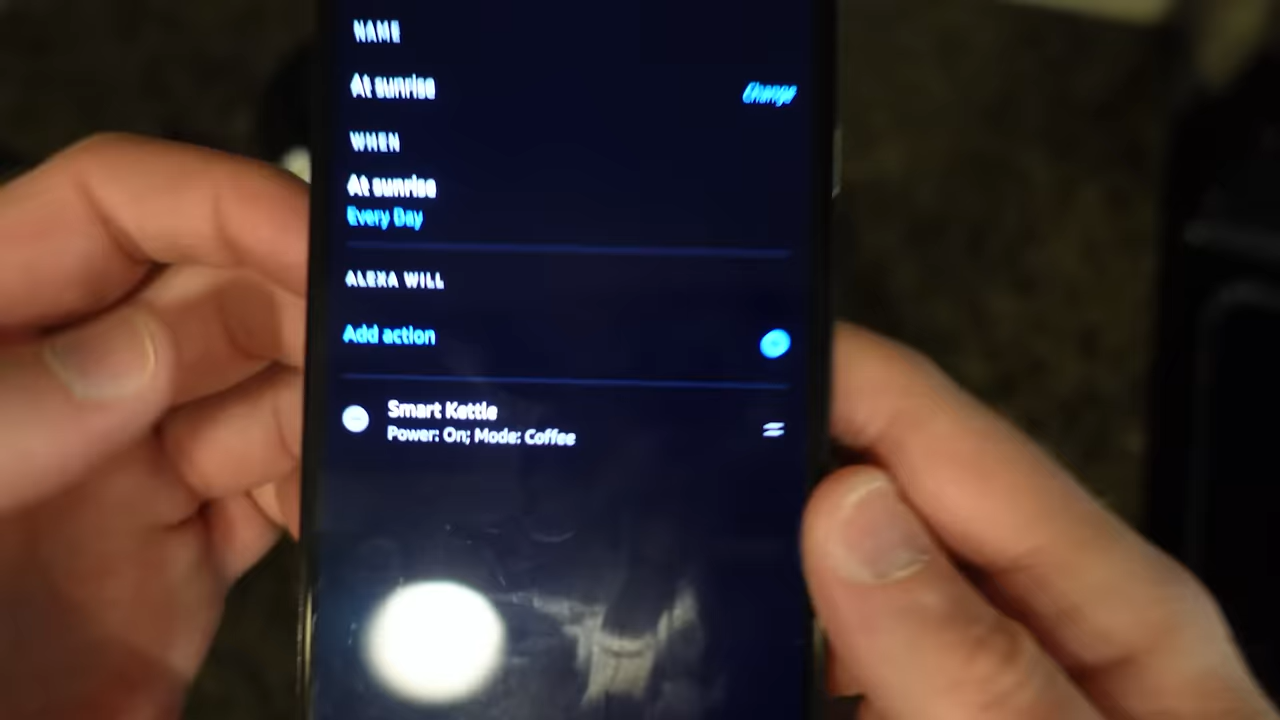 NAME
At sunrise
Change
WHEN
At sunrise
Every Day
ALEXA WILL
Add action
Smart Kettle
Power: On; Mode: Coffee